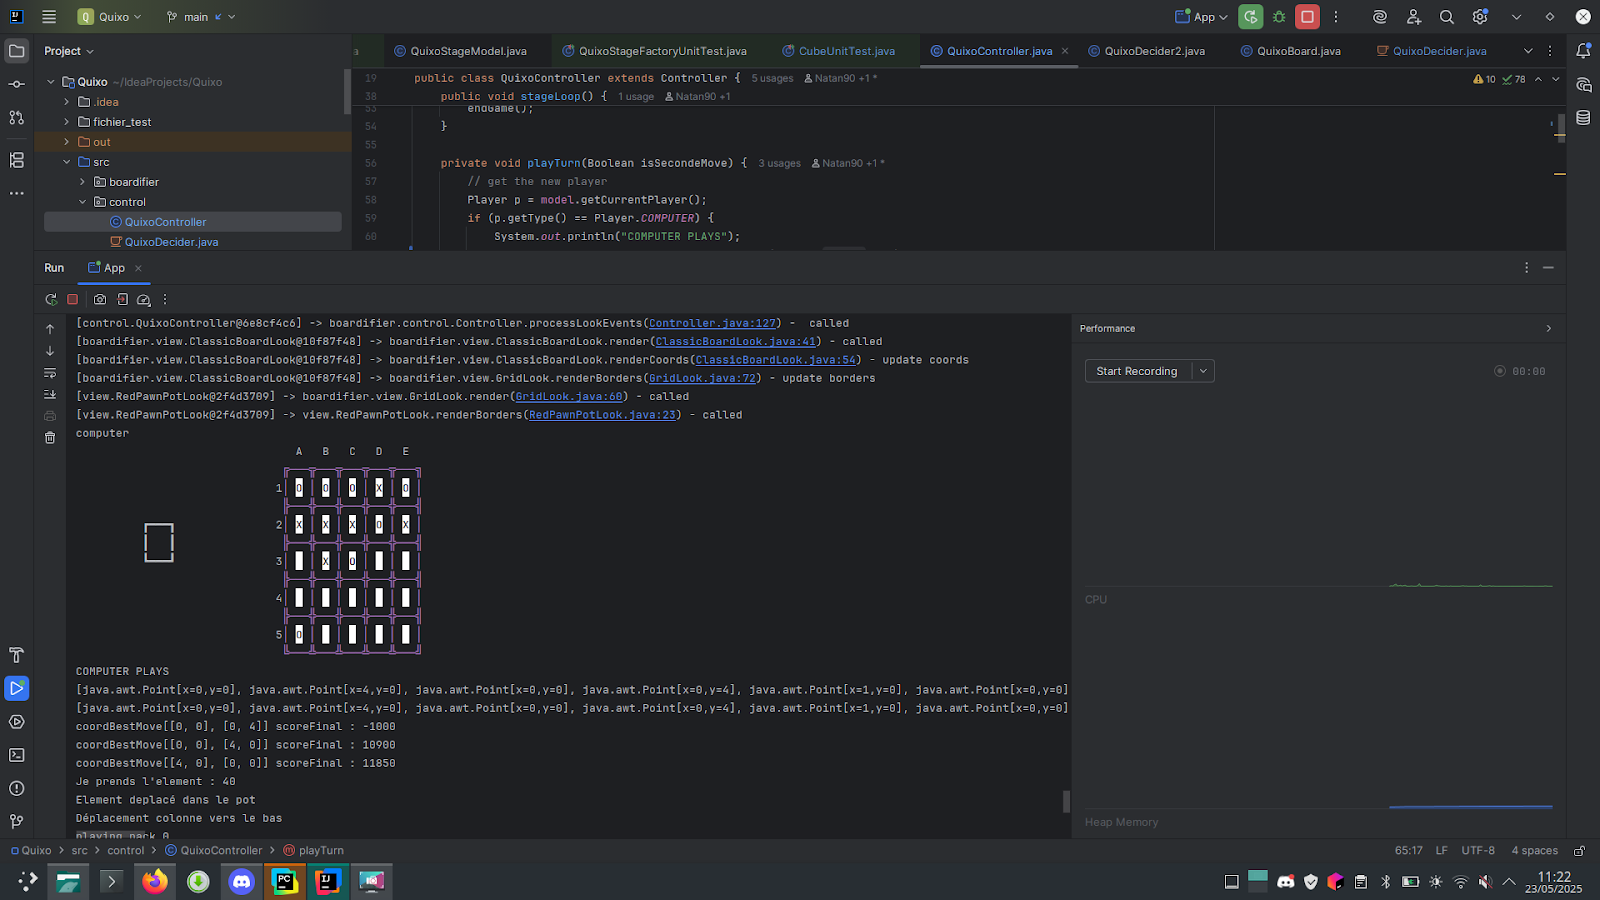 Quixo
main
App
Project
a
QuixoStageModel.java
QuixoStageFactoryUnitTest.java
CubeUnitTest.java
QuixoController.java
QuixoDecider2.java
QuixoBoard.java
QuixoDecider.java
Quixo ~/IdeaProjects/Quixo
.idea
fichier_test
out
src
boardifier
control
QuixoController
QuixoDecider.java
19 public class QuixoController extends Controller { 5 usages Natan90 +1 *
10 78
38 public void stageLoop() { 1 usage Natan90 +1
53 endGame();
54 }
55
56 private void playTurn(Boolean isSecondeMove) { 3 usages Natan90 +1 *
57 // get the new player
58 Player p = model.getCurrentPlayer();
59 if (p.getType() == Player.COMPUTER) {
60 System.out.println("COMPUTER PLAYS");
Run App
[control.QuixoController@6e8cf4c6] -> boardifier.control.Controller.processLookEvents(Controller.java:127) -  called
[boardifier.view.ClassicBoardLook@10f87f48] -> boardifier.view.ClassicBoardLook.render(ClassicBoardLook.java:41) - called
[boardifier.view.ClassicBoardLook@10f87f48] -> boardifier.view.ClassicBoardLook.renderCoords(ClassicBoardLook.java:54) - update coords
[boardifier.view.ClassicBoardLook@10f87f48] -> boardifier.view.GridLook.renderBorders(GridLook.java:72) - update borders
[view.RedPawnPotLook@2f4d3709] -> boardifier.view.GridLook.render(GridLook.java:60) - called
[view.RedPawnPotLook@2f4d3709] -> view.RedPawnPotLook.renderBorders(RedPawnPotLook.java:23) - called
computer
A B C D E
1 O O O X O
2 X X X O X
3 X O
4
5 O
COMPUTER PLAYS
[java.awt.Point[x=0,y=0], java.awt.Point[x=4,y=0], java.awt.Point[x=0,y=0], java.awt.Point[x=0,y=4], java.awt.Point[x=1,y=0], java.awt.Point[x=0,y=0]
[java.awt.Point[x=0,y=0], java.awt.Point[x=4,y=0], java.awt.Point[x=0,y=0], java.awt.Point[x=0,y=4], java.awt.Point[x=1,y=0], java.awt.Point[x=0,y=0]
coordBestMove[[0, 0], [0, 4]] scoreFinal : -1000
coordBestMove[[0, 0], [4, 0]] scoreFinal : 10900
coordBestMove[[4, 0], [0, 0]] scoreFinal : 11850
Je prends l'element : 40
Element deplacé dans le pot
Déplacement colonne vers le bas
playing pack 0
Performance
Start Recording
00:00
CPU
Heap Memory
Quixo > src > control > QuixoController > playTurn
65:17 LF UTF-8 4 spaces
11:22
23/05/2025